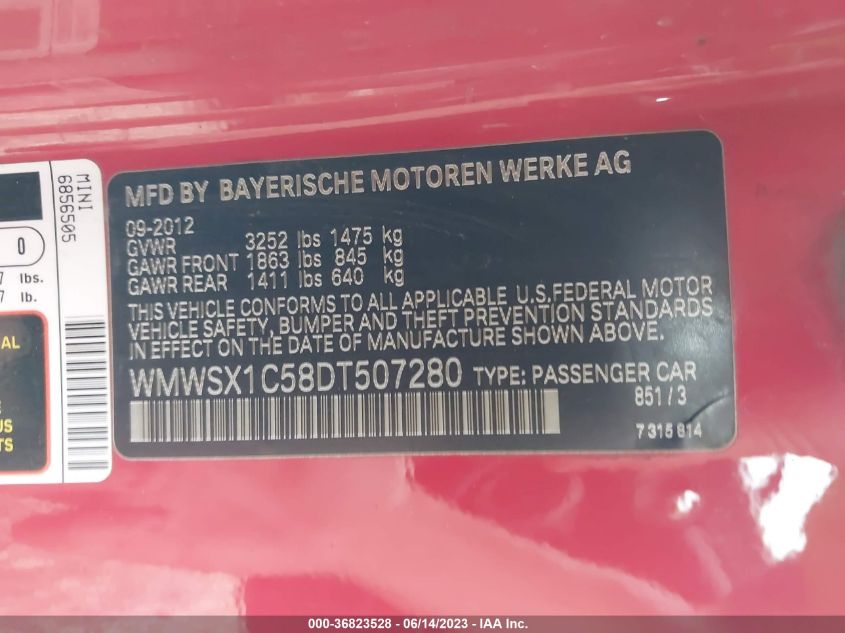 MFD BY BAYERISCHE MOTOREN WERKE AG
09-2012
GVWR 3252 lbs 1475 kg
GAWR FRONT 1863 lbs 845 kg
GAWR REAR 1411 lbs 640 kg
THIS VEHICLE CONFORMS TO ALL APPLICABLE U.S.FEDERAL MOTOR
VEHICLE SAFETY, BUMPER AND THEFT PREVENTION STANDARDS
IN EFFECT ON THE DATE OF MANUFACTURE SHOWN ABOVE.
WMWSX1C58DT507280 TYPE: PASSENGER CAR
851/3
7315814
MINI
6856505
0
7 lbs.
7 lb.
AL
US
TS
000-36823528 - 06/14/2023 - IAA Inc.